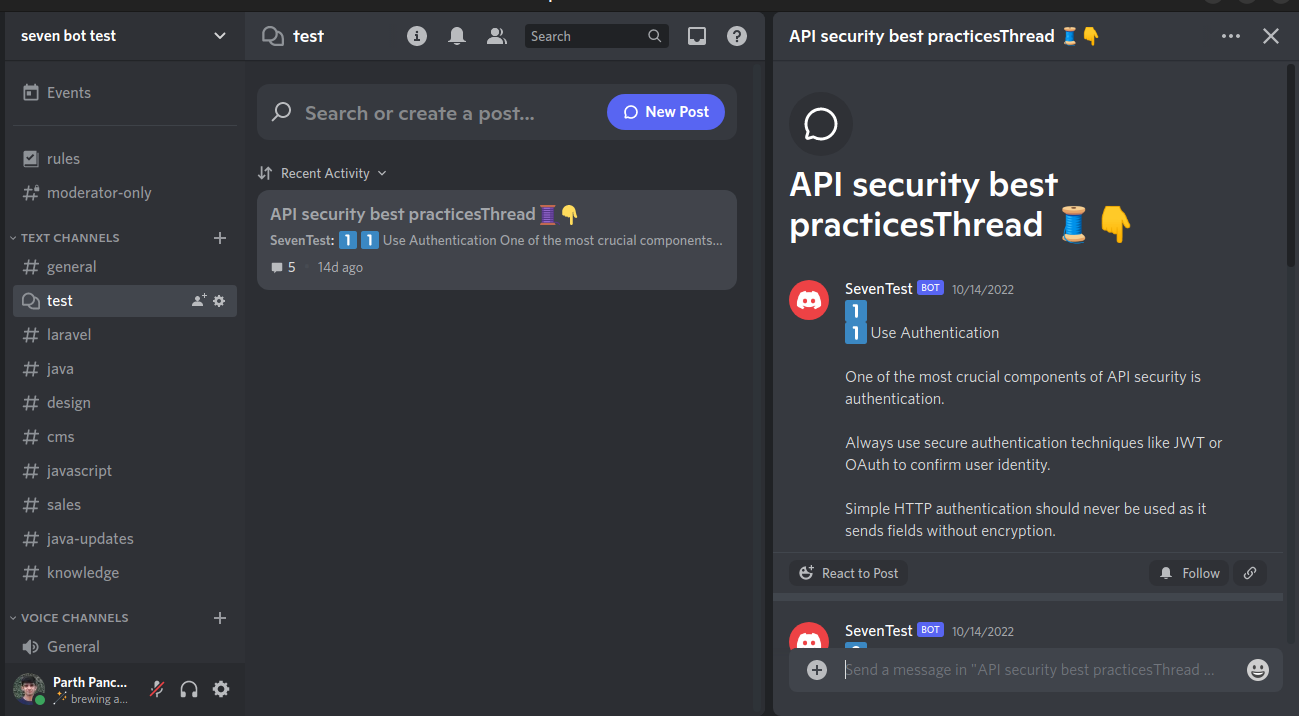 seven bot test
Events
rules
moderator-only
TEXT CHANNELS
general
test
laravel
java
design
cms
javascript
sales
java-updates
knowledge
VOICE CHANNELS
General
Parth Panc...
brewing a...
test
Search
Search or create a post...
New Post
Recent Activity
API security best practicesThread 🧵👇
SevenTest: 1️⃣ 1️⃣ Use Authentication One of the most crucial components...
5 · 14d ago
API security best practicesThread 🧵👇
API security best
practicesThread 🧵👇
SevenTest BOT 10/14/2022
1️⃣
1️⃣ Use Authentication
One of the most crucial components of API security is
authentication.
Always use secure authentication techniques like JWT or
OAuth to confirm user identity.
Simple HTTP authentication should never be used as it
sends fields without encryption.
React to Post
Follow
SevenTest BOT 10/14/2022
Send a message in "API security best practicesThread ...